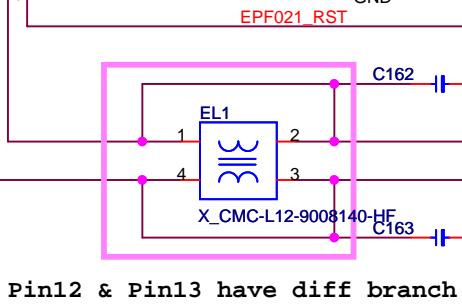 GND
EPF021_RST
C162
EL1
1
2
4
3
X_CMC-L12-9008140-HF
C163
Pin12 & Pin13 have diff branch